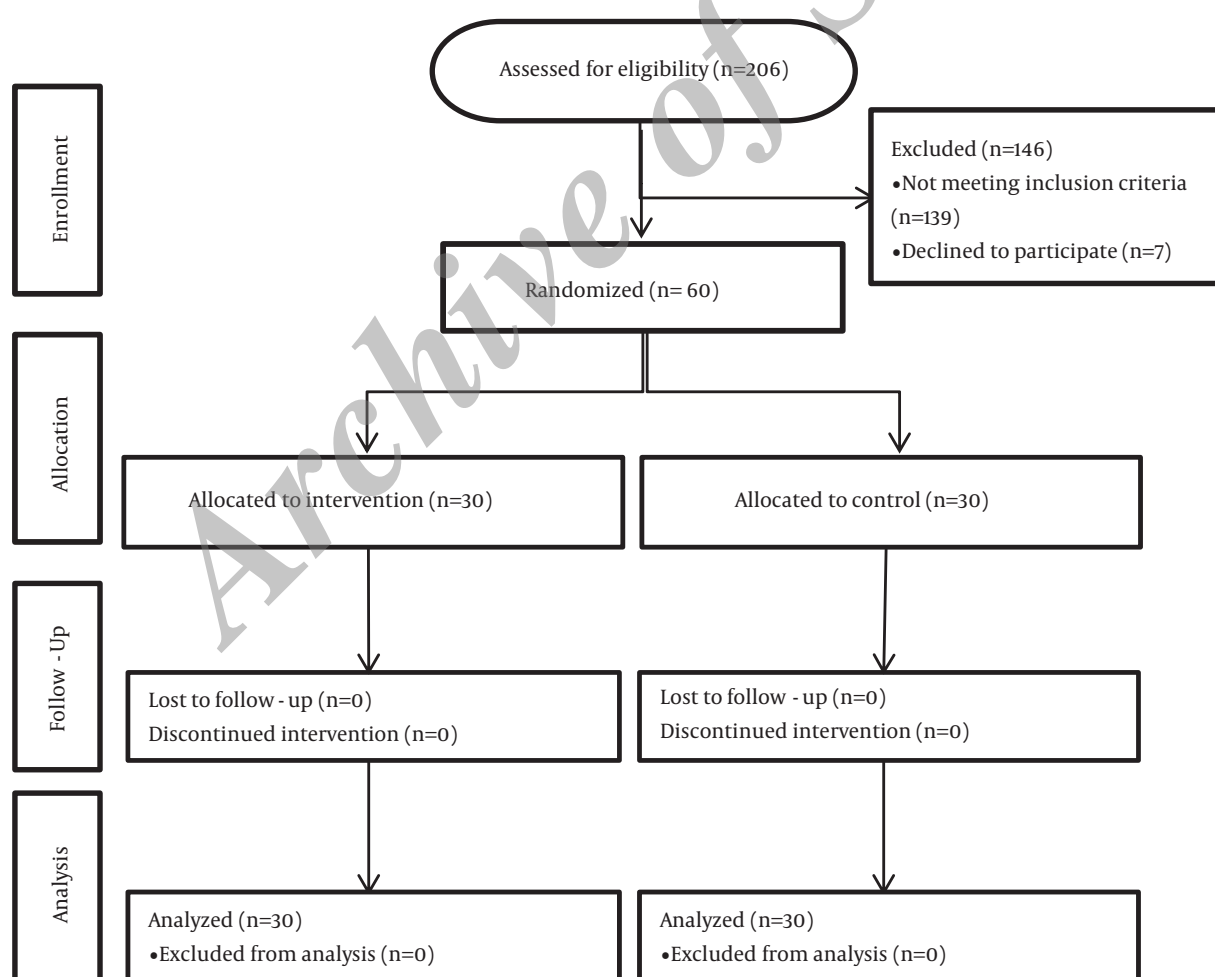 Assessed for eligibility (n=206)
Enrollment
Excluded (n=146)
•Not meeting inclusion criteria
(n=139)
•Declined to participate (n=7)
Randomized (n= 60)
Allocation
Allocated to intervention (n=30)
Allocated to control (n=30)
Follow - Up
Lost to follow - up (n=0)
Discontinued intervention (n=0)
Lost to follow - up (n=0)
Discontinued intervention (n=0)
Analysis
Analyzed (n=30)
•Excluded from analysis (n=0)
Analyzed (n=30)
•Excluded from analysis (n=0)
Archive of